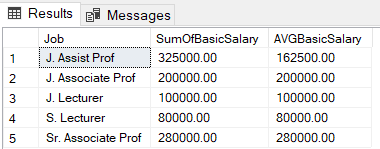 Results Messages
Job SumOfBasicSalary AVGBasicSalary
1 J. Assist Prof 325000.00 162500.00
2 J. Associate Prof 200000.00 200000.00
3 J. Lecturer 100000.00 100000.00
4 S. Lecturer 80000.00 80000.00
5 Sr. Associate Prof 280000.00 280000.00